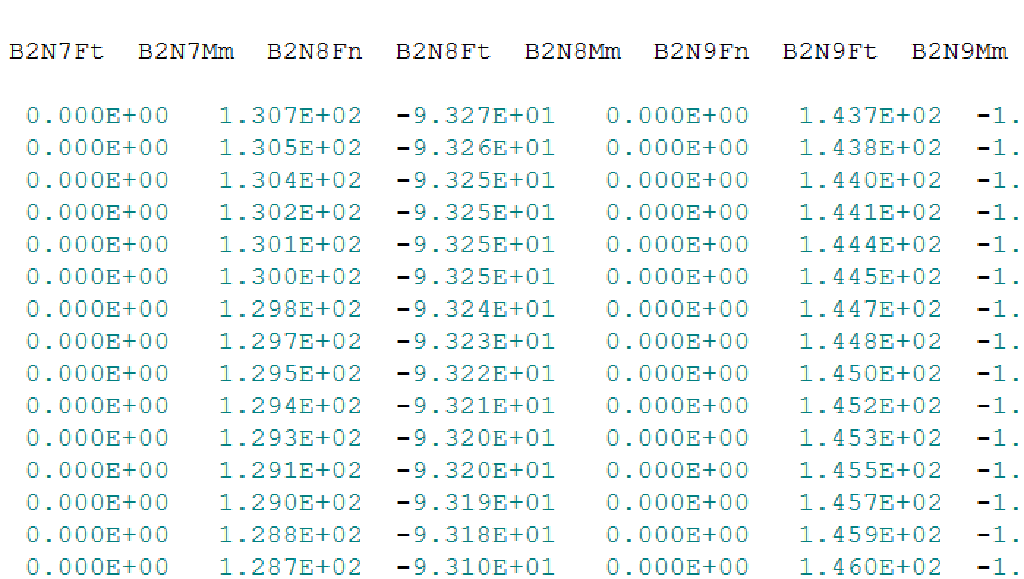 B2N7Ft B2N7Mm B2N8Fn B2N8Ft B2N8Mm B2N9Fn B2N9Ft B2N9Mm
0.000E+00 1.307E+02 -9.327E+01 0.000E+00 1.437E+02 -1.
0.000E+00 1.305E+02 -9.326E+01 0.000E+00 1.438E+02 -1.
0.000E+00 1.304E+02 -9.325E+01 0.000E+00 1.440E+02 -1.
0.000E+00 1.302E+02 -9.325E+01 0.000E+00 1.441E+02 -1.
0.000E+00 1.301E+02 -9.325E+01 0.000E+00 1.444E+02 -1.
0.000E+00 1.300E+02 -9.325E+01 0.000E+00 1.445E+02 -1.
0.000E+00 1.298E+02 -9.324E+01 0.000E+00 1.447E+02 -1.
0.000E+00 1.297E+02 -9.323E+01 0.000E+00 1.448E+02 -1.
0.000E+00 1.295E+02 -9.322E+01 0.000E+00 1.450E+02 -1.
0.000E+00 1.294E+02 -9.321E+01 0.000E+00 1.452E+02 -1.
0.000E+00 1.293E+02 -9.320E+01 0.000E+00 1.453E+02 -1.
0.000E+00 1.291E+02 -9.320E+01 0.000E+00 1.455E+02 -1.
0.000E+00 1.290E+02 -9.319E+01 0.000E+00 1.457E+02 -1.
0.000E+00 1.288E+02 -9.318E+01 0.000E+00 1.459E+02 -1.
0.000E+00 1.287E+02 -9.310E+01 0.000E+00 1.460E+02 -1.